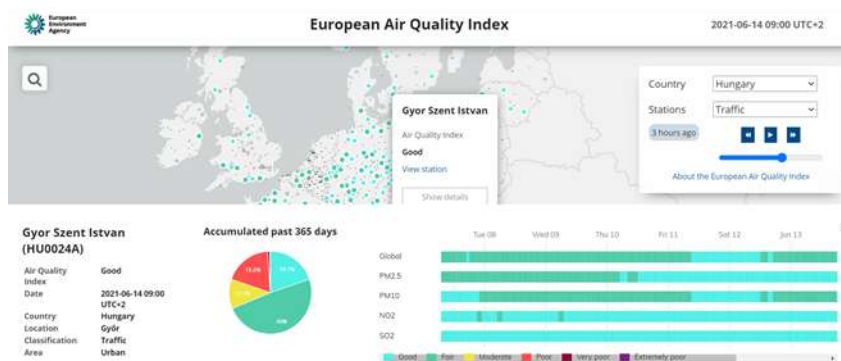 European
Environment
Agency
European Air Quality Index
2021-06-14 09:00 UTC+2
Country
Hungary
Stations
Traffic
3 hours ago
About the European Air Quality Index
Gyor Szent Istvan
Air Quality Index
Good
View station
Show details
Gyor Szent Istvan
(HU0024A)
Air Quality
Index
Good
Date
2021-06-14 09:00
UTC+2
Country
Hungary
Location
Győr
Classification
Traffic
Area
Urban
Accumulated past 365 days
Tue 08
Wed 09
Thu 10
Fri 11
Sat 12
Jun 13
Global
PM2.5
PM10
NO2
SO2
Good
Fair
Moderate
Poor
Very poor
Extremely poor